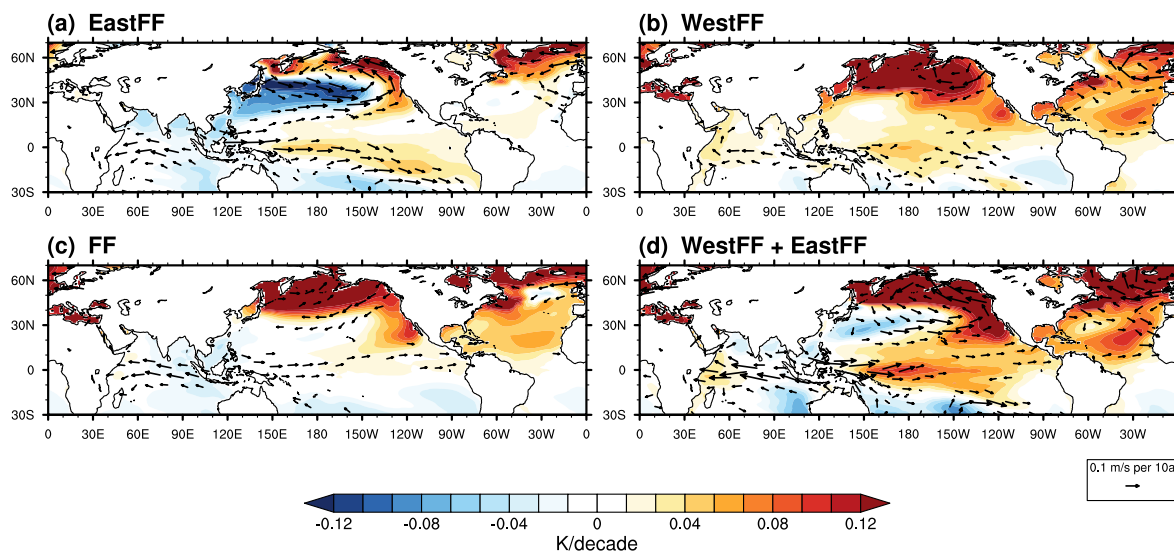 (a) EastFF
(b) WestFF
60N
30N
0
30S
0 30E 60E 90E 120E 150E 180 150W 120W 90W 60W 30W 0
60N
30N
0
30S
0 30E 60E 90E 120E 150E 180 150W 120W 90W 60W 30W
(c) FF
(d) WestFF + EastFF
60N
30N
0
30S
0 30E 60E 90E 120E 150E 180 150W 120W 90W 60W 30W 0
60N
30N
0
30S
0 30E 60E 90E 120E 150E 180 150W 120W 90W 60W 30W
0.1 m/s per 10a
-0.12 -0.08 -0.04 0 0.04 0.08 0.12
K/decade